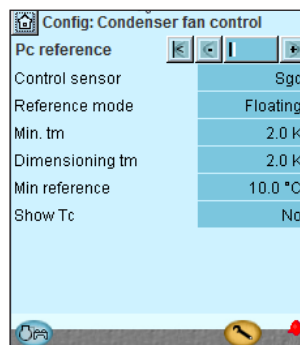 Config: Condenser fan control
Pc reference
Control sensor Sgc
Reference mode Floating
Min. tm 2.0 K
Dimensioning tm 2.0 K
Min reference 10.0 °C
Show Tc No